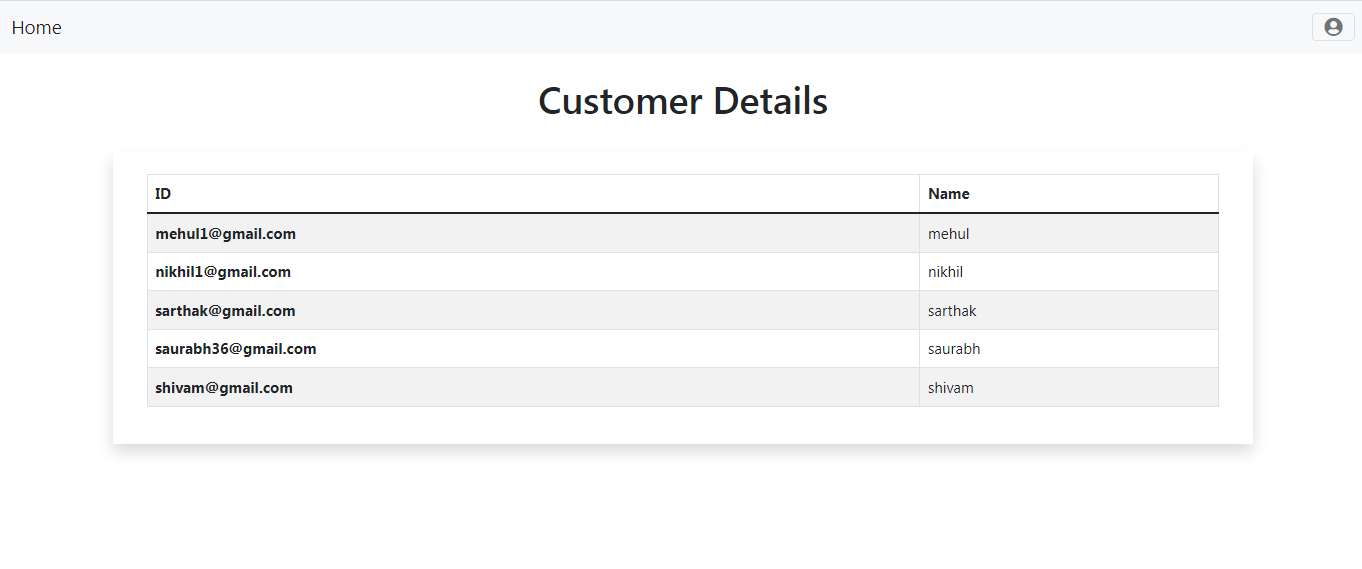 Home
Customer Details
ID Name
mehul1@gmail.com mehul
nikhil1@gmail.com nikhil
sarthak@gmail.com sarthak
saurabh36@gmail.com saurabh
shivam@gmail.com shivam